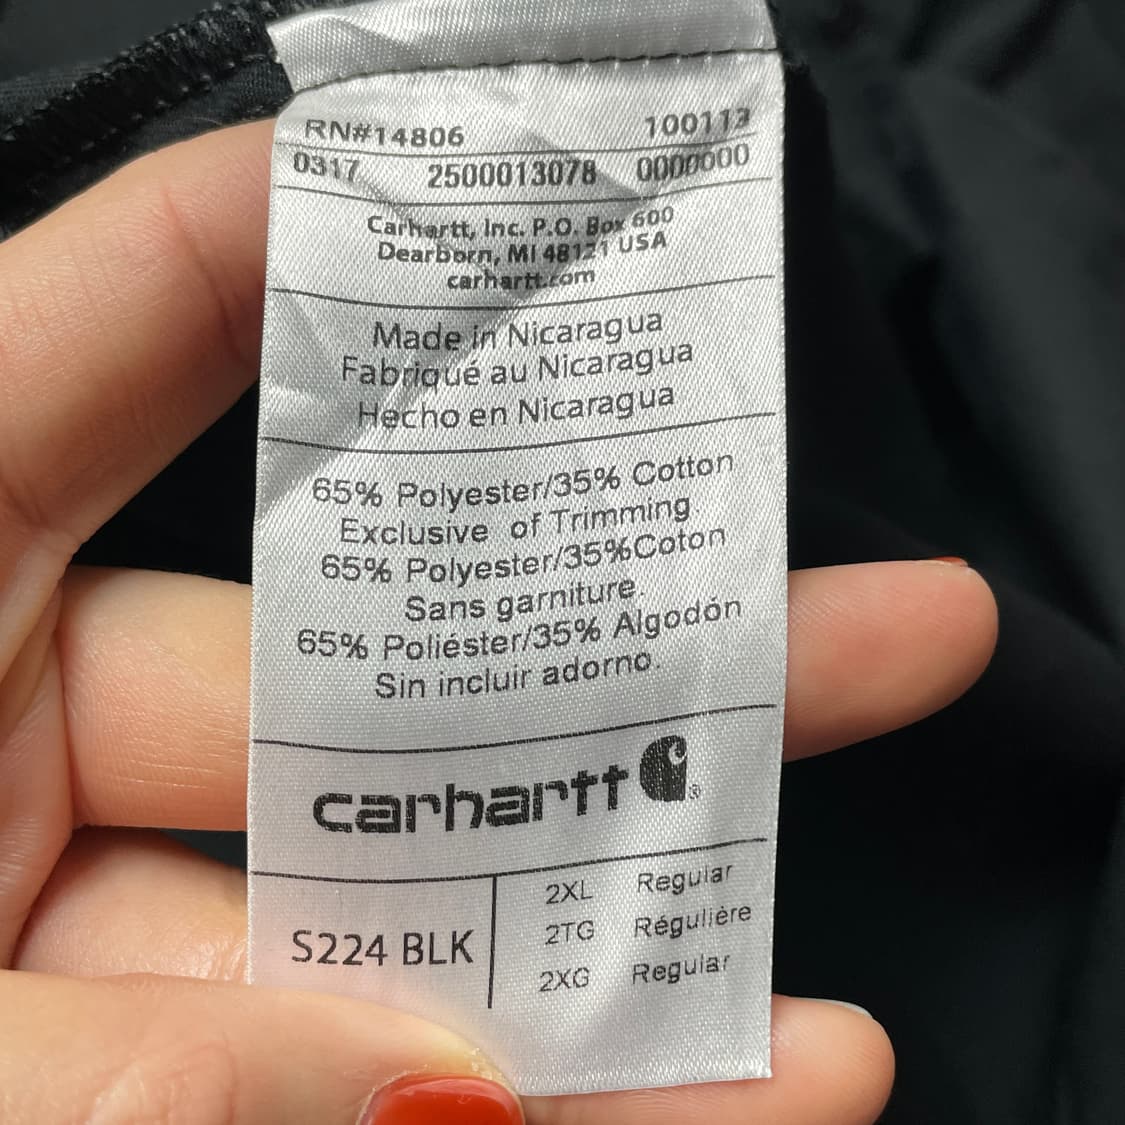 RN#14806 100113
0317 2500013078 0000000
Carhartt, Inc. P.O. Box 600
Dearborn, MI 48121 USA
carhartt.com
Made in Nicaragua
Fabriqué au Nicaragua
Hecho en Nicaragua
65% Polyester/35% Cotton
Exclusive of Trimming
65% Polyester/35%Coton
Sans garniture.
65% Poliéster/35% Algodón
Sin incluir adorno.
carhartt ®
S224 BLK
2XL Regular
2TG Régulière
2XG Regular